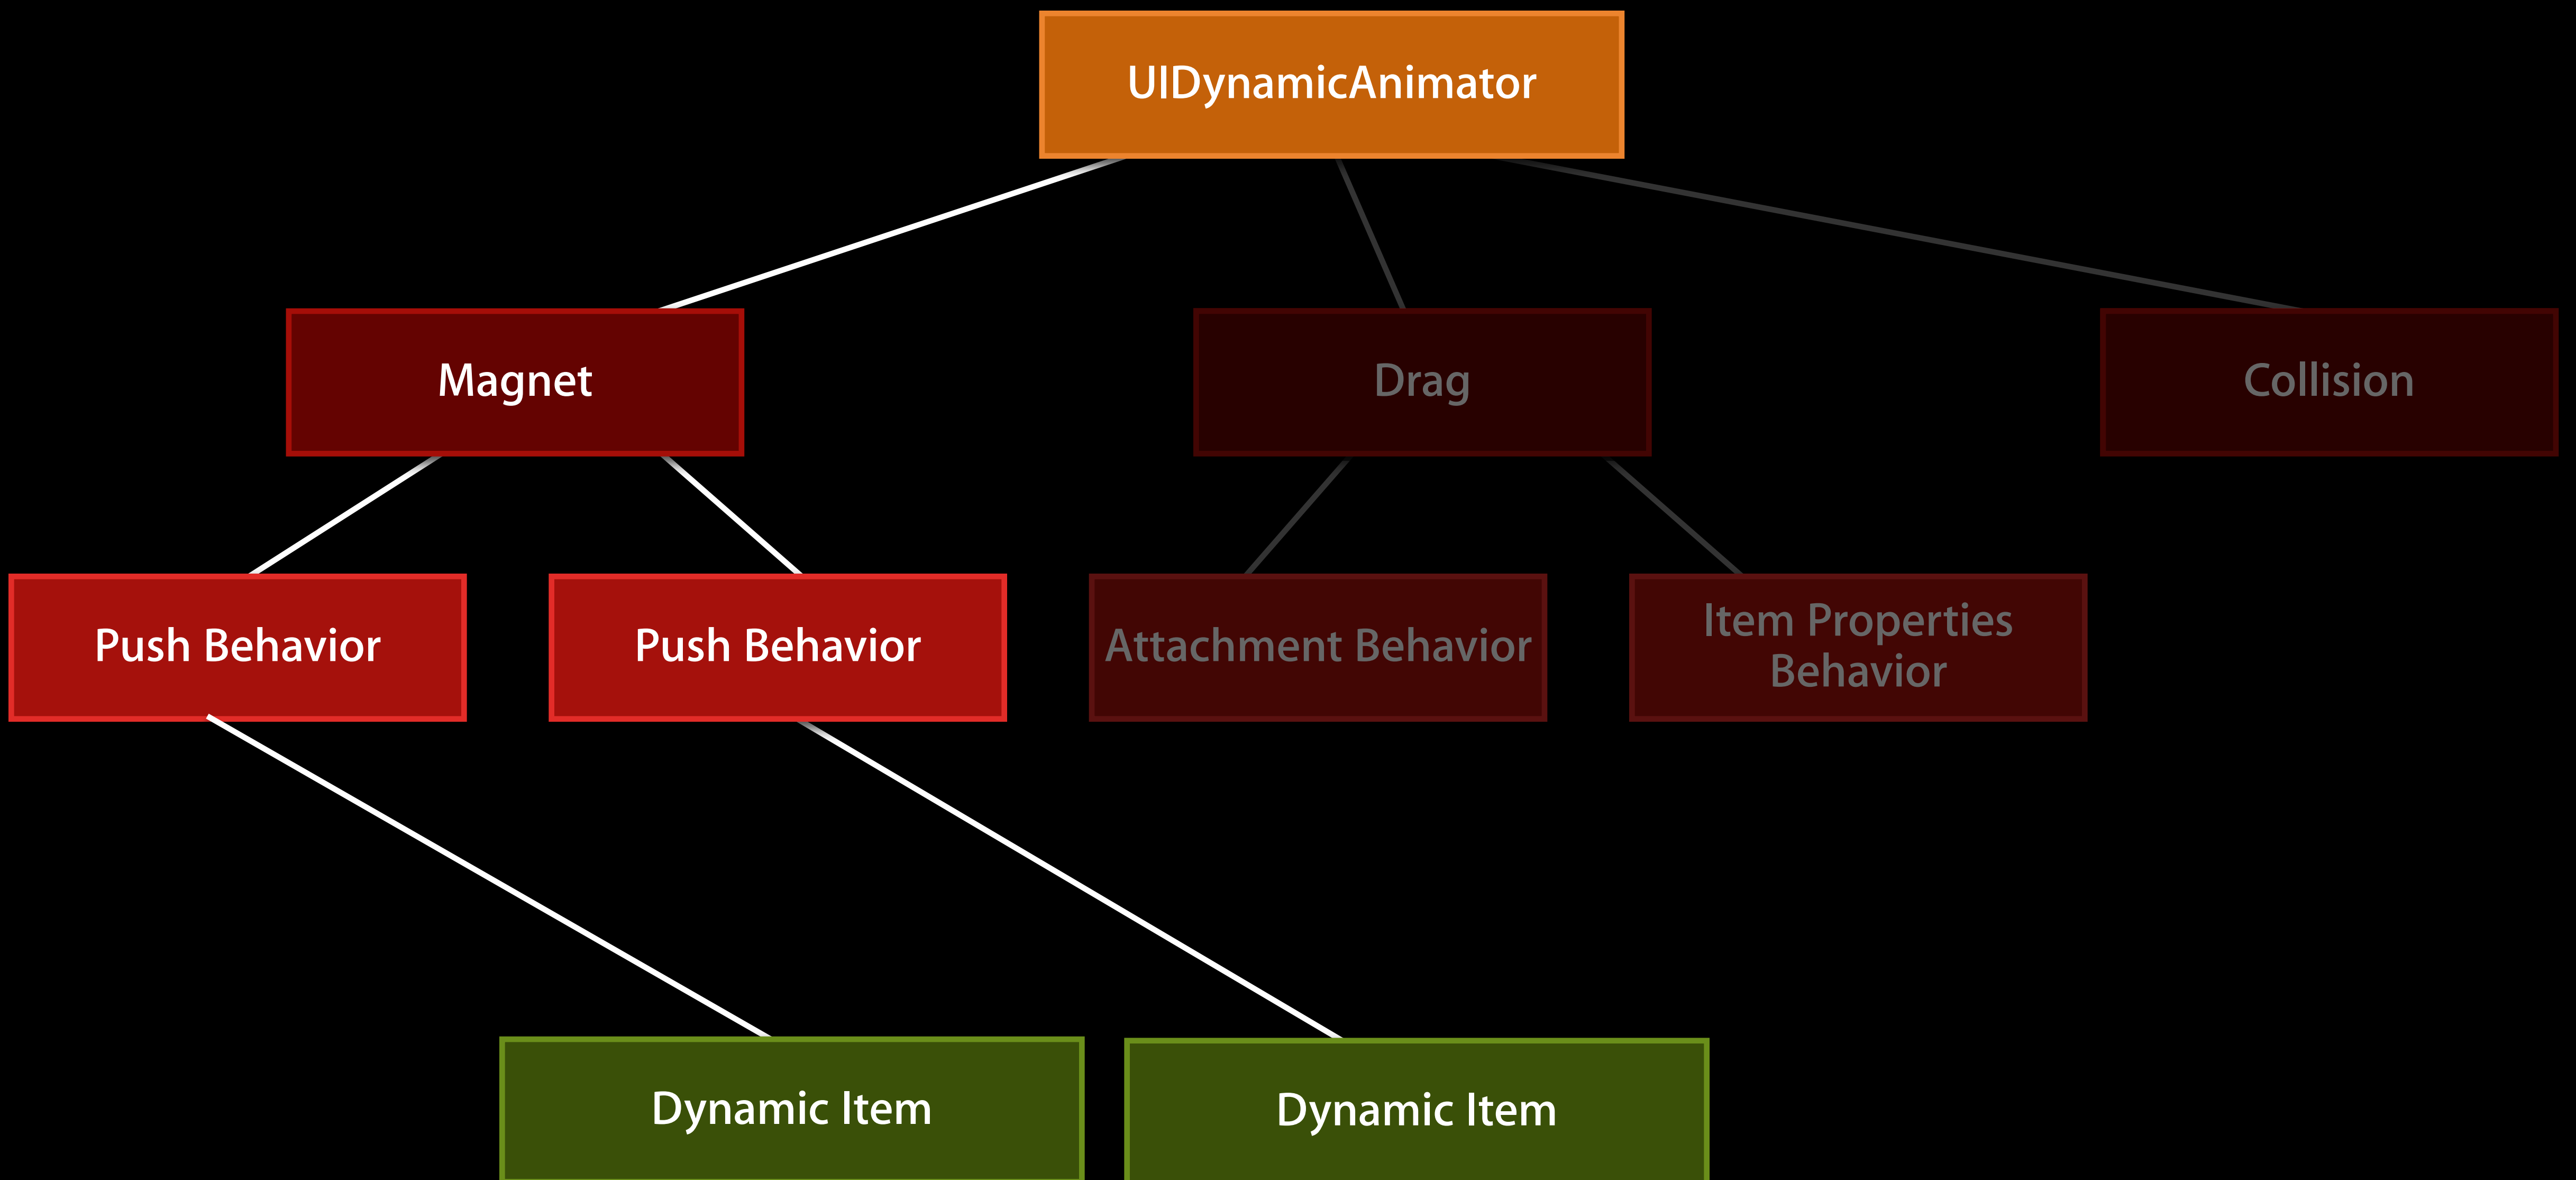 UIDynamicAnimator
Magnet
Drag
Collision
Push Behavior
Push Behavior
Attachment Behavior
Item Properties
Behavior
Dynamic Item
Dynamic Item